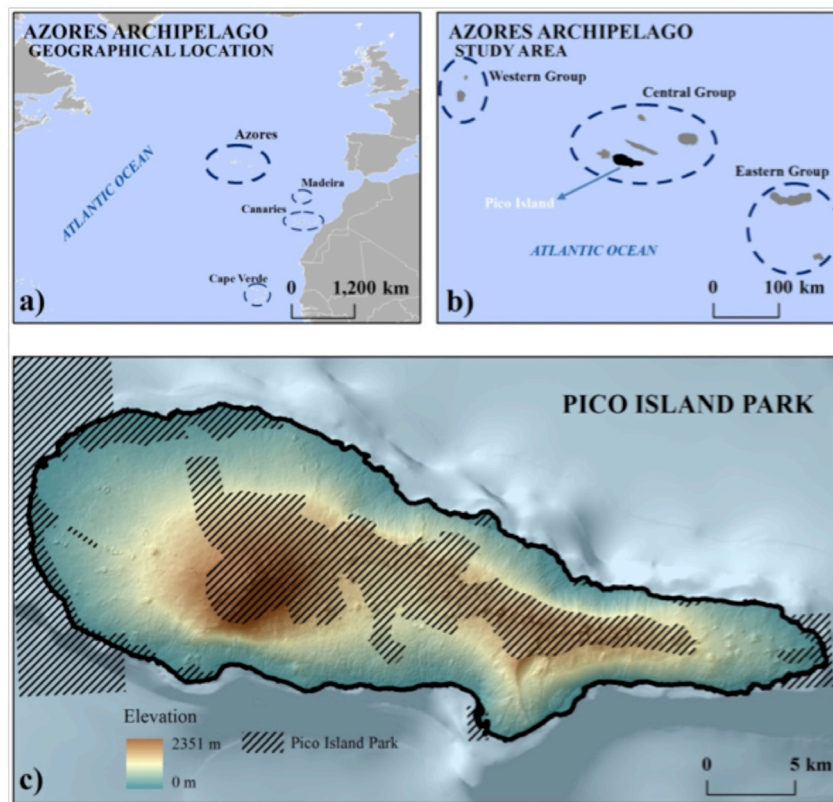 AZORES ARCHIPELAGO
GEOGRAPHICAL LOCATION
Azores
Madeira
Canaries
ATLANTIC OCEAN
Cape Verde
0 1,200 km
a)
AZORES ARCHIPELAGO
STUDY AREA
Western Group
Central Group
Eastern Group
Pico Island
ATLANTIC OCEAN
0 100 km
b)
PICO ISLAND PARK
Elevation
2351 m
0 m
Pico Island Park
0 5 km
c)